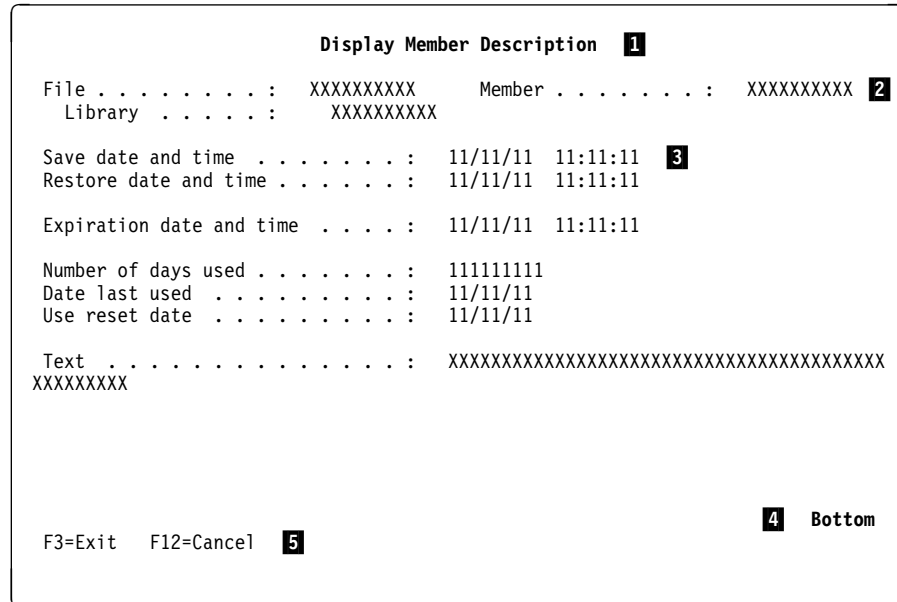 Display Member Description 1
File . . . . . . . . : XXXXXXXXXX Member . . . . . . . : XXXXXXXXXX 2
Library . . . . . : XXXXXXXXXX
Save date and time . . . . . . . : 11/11/11 11:11:11 3
Restore date and time . . . . . . : 11/11/11 11:11:11
Expiration date and time . . . . : 11/11/11 11:11:11
Number of days used . . . . . . . : 111111111
Date last used . . . . . . . . . : 11/11/11
Use reset date . . . . . . . . . : 11/11/11
Text . . . . . . . . . . . . . . : XXXXXXXXXXXXXXXXXXXXXXXXXXXXXXXXXXXXXXXXX
XXXXXXXXX
4 Bottom
F3=Exit F12=Cancel 5